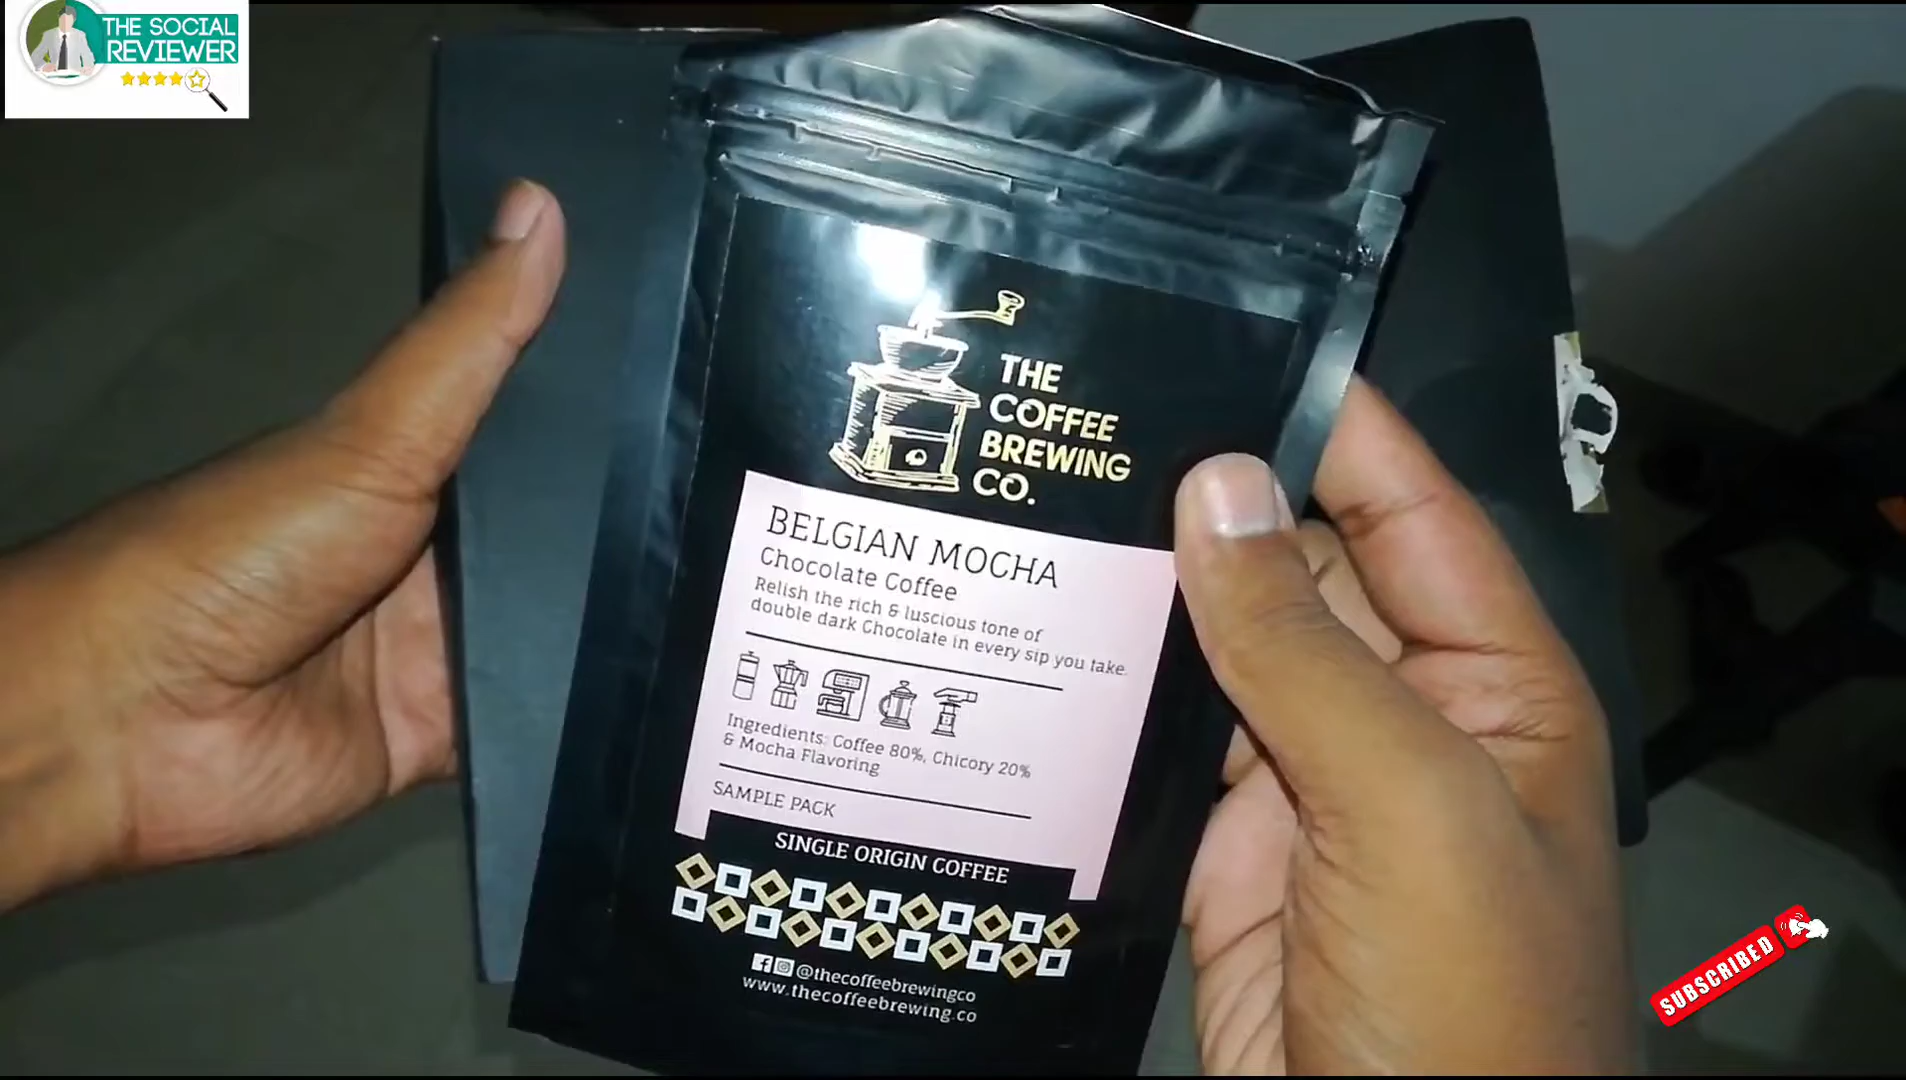 THE SOCIAL
REVIEWER
THE
COFFEE
BREWING
CO.
BELGIAN MOCHA
Chocolate Coffee
Relish the rich & luscious tone of
double dark Chocolate in every sip you take.
Ingredients: Coffee 80%, Chicory 20%
& Mocha Flavoring
SAMPLE PACK
SINGLE ORIGIN COFFEE
@thecoffeebrewingco
www.thecoffeebrewing.co
SUBSCRIBED